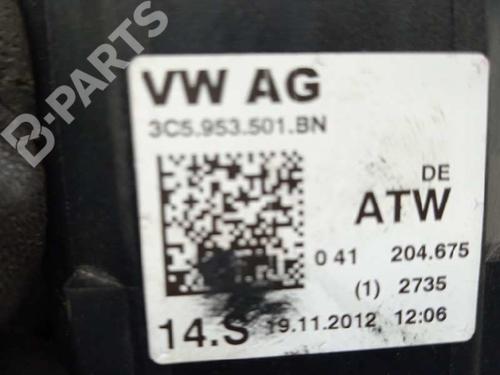 B-PARTS
VW AG
3C5.953.501.BN
DE
ATW
0 41 204.675
(1) 2735
14.S 19.11.2012 12:06